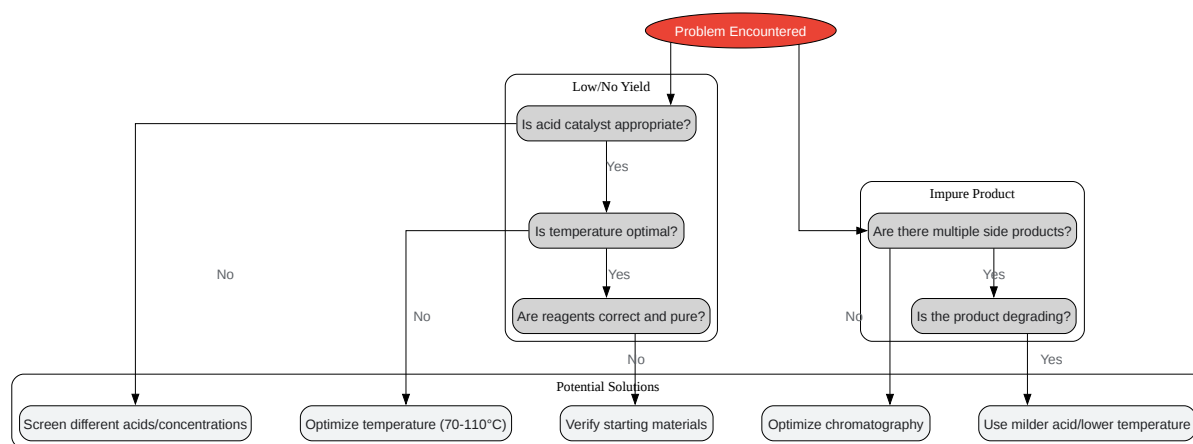 Problem Encountered
Low/No Yield
Is acid catalyst appropriate?
Yes
Impure Product
Is temperature optimal?
Are there multiple side products?
No
Yes
Yes
Are reagents correct and pure?
No
No
Is the product degrading?
No
Yes
Potential Solutions
Screen different acids/concentrations
Optimize temperature (70-110°C)
Verify starting materials
Optimize chromatography
Use milder acid/lower temperature